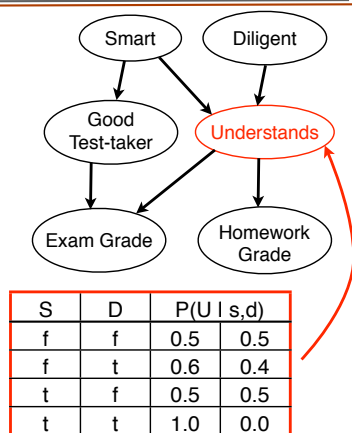 Smart
Diligent
Good
Test-taker
Understands
Exam Grade
Homework
Grade
S D P(U | s,d)
f f 0.5 0.5
f t 0.6 0.4
t f 0.5 0.5
t t 1.0 0.0